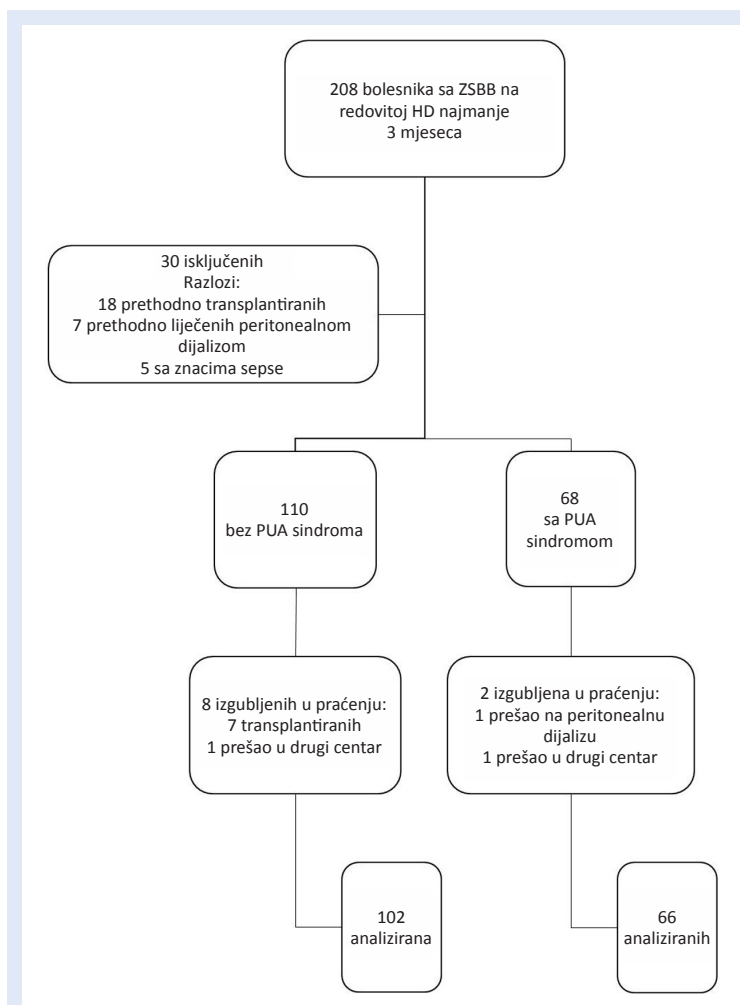 208 bolesnika sa ZSBB na
redovitoj HD najmanje
3 mjeseca
30 isključenih
Razlozi:
18 prethodno transplantiranih
7 prethodno liječenih peritonealnom
dijalizom
5 sa znacima sepse
110
bez PUA sindroma
68
sa PUA
sindromom
8 izgubljenih u praćenju:
7 transplantiranih
1 prešao u drugi centar
2 izgubljena u praćenju:
1 prešao na peritonealnu
dijalizu
1 prešao u drugi centar
102
analizirana
66
analiziranih